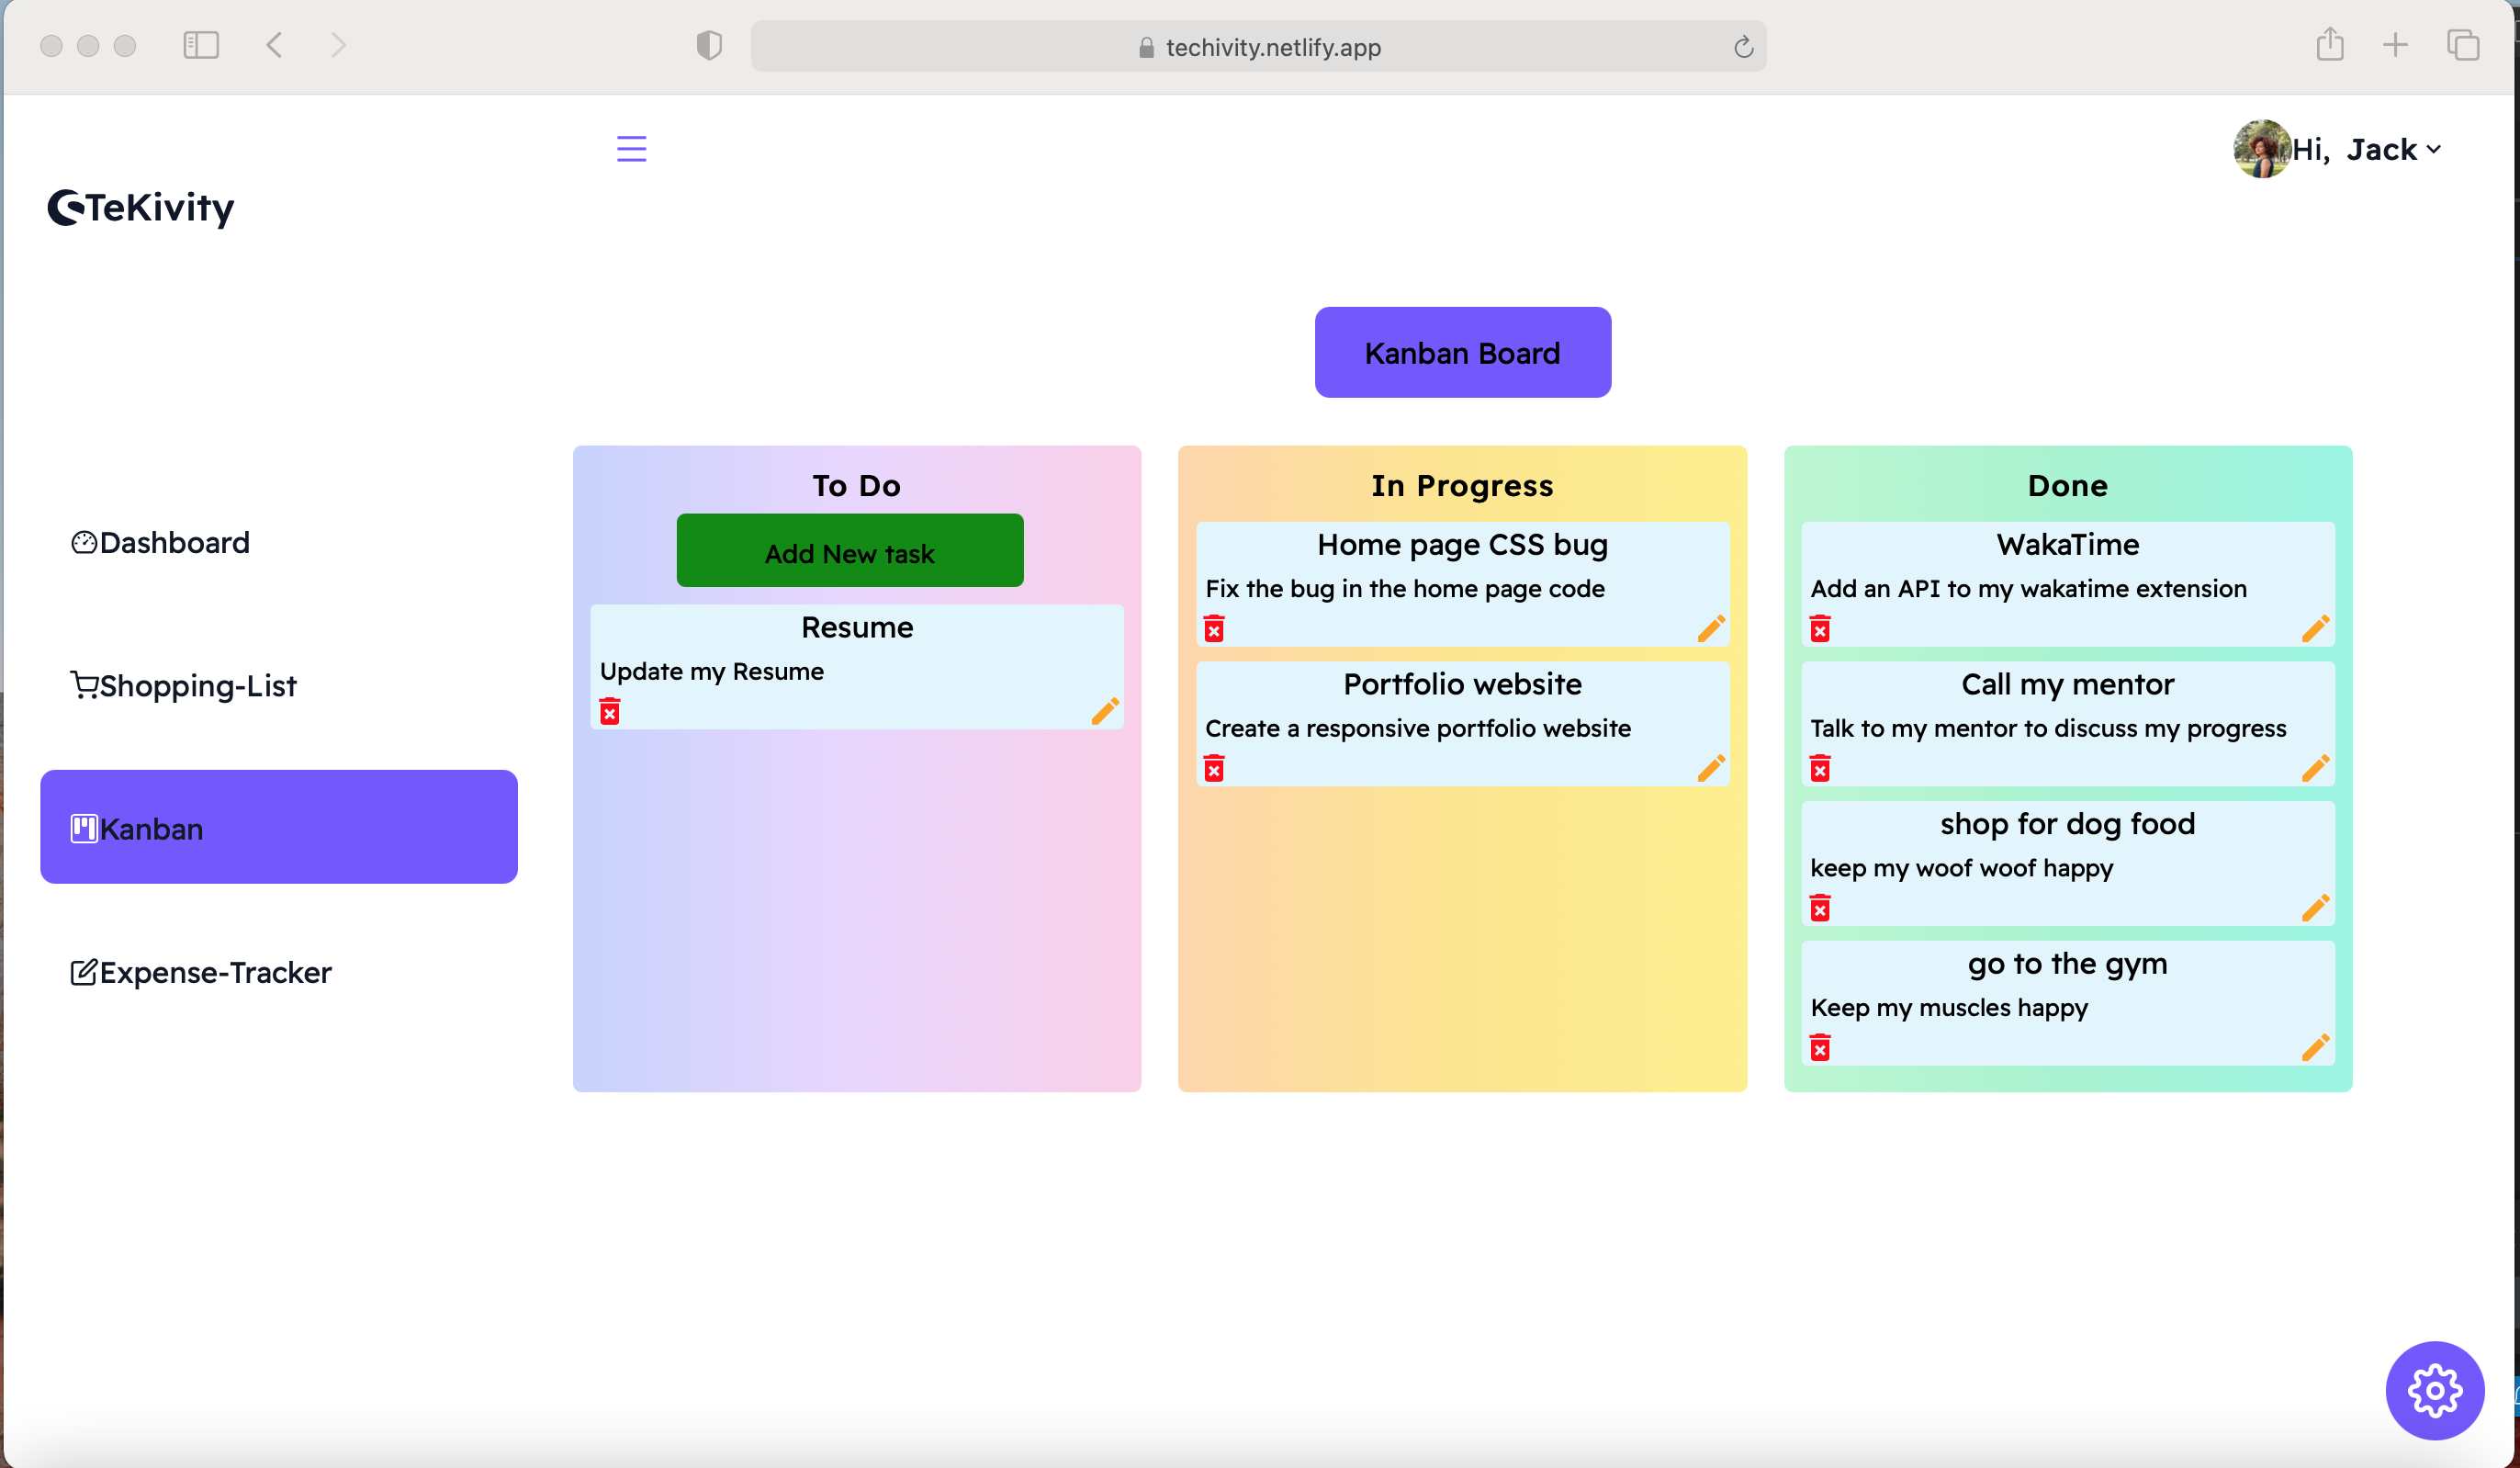 techivity.netlify.app
Hi, Jack
TeKivity
Kanban Board
Dashboard
Shopping-List
Kanban
Expense-Tracker
To Do
Add New task
Resume
Update my Resume
In Progress
Home page CSS bug
Fix the bug in the home page code
Portfolio website
Create a responsive portfolio website
Done
WakaTime
Add an API to my wakatime extension
Call my mentor
Talk to my mentor to discuss my progress
shop for dog food
keep my woof woof happy
go to the gym
Keep my muscles happy